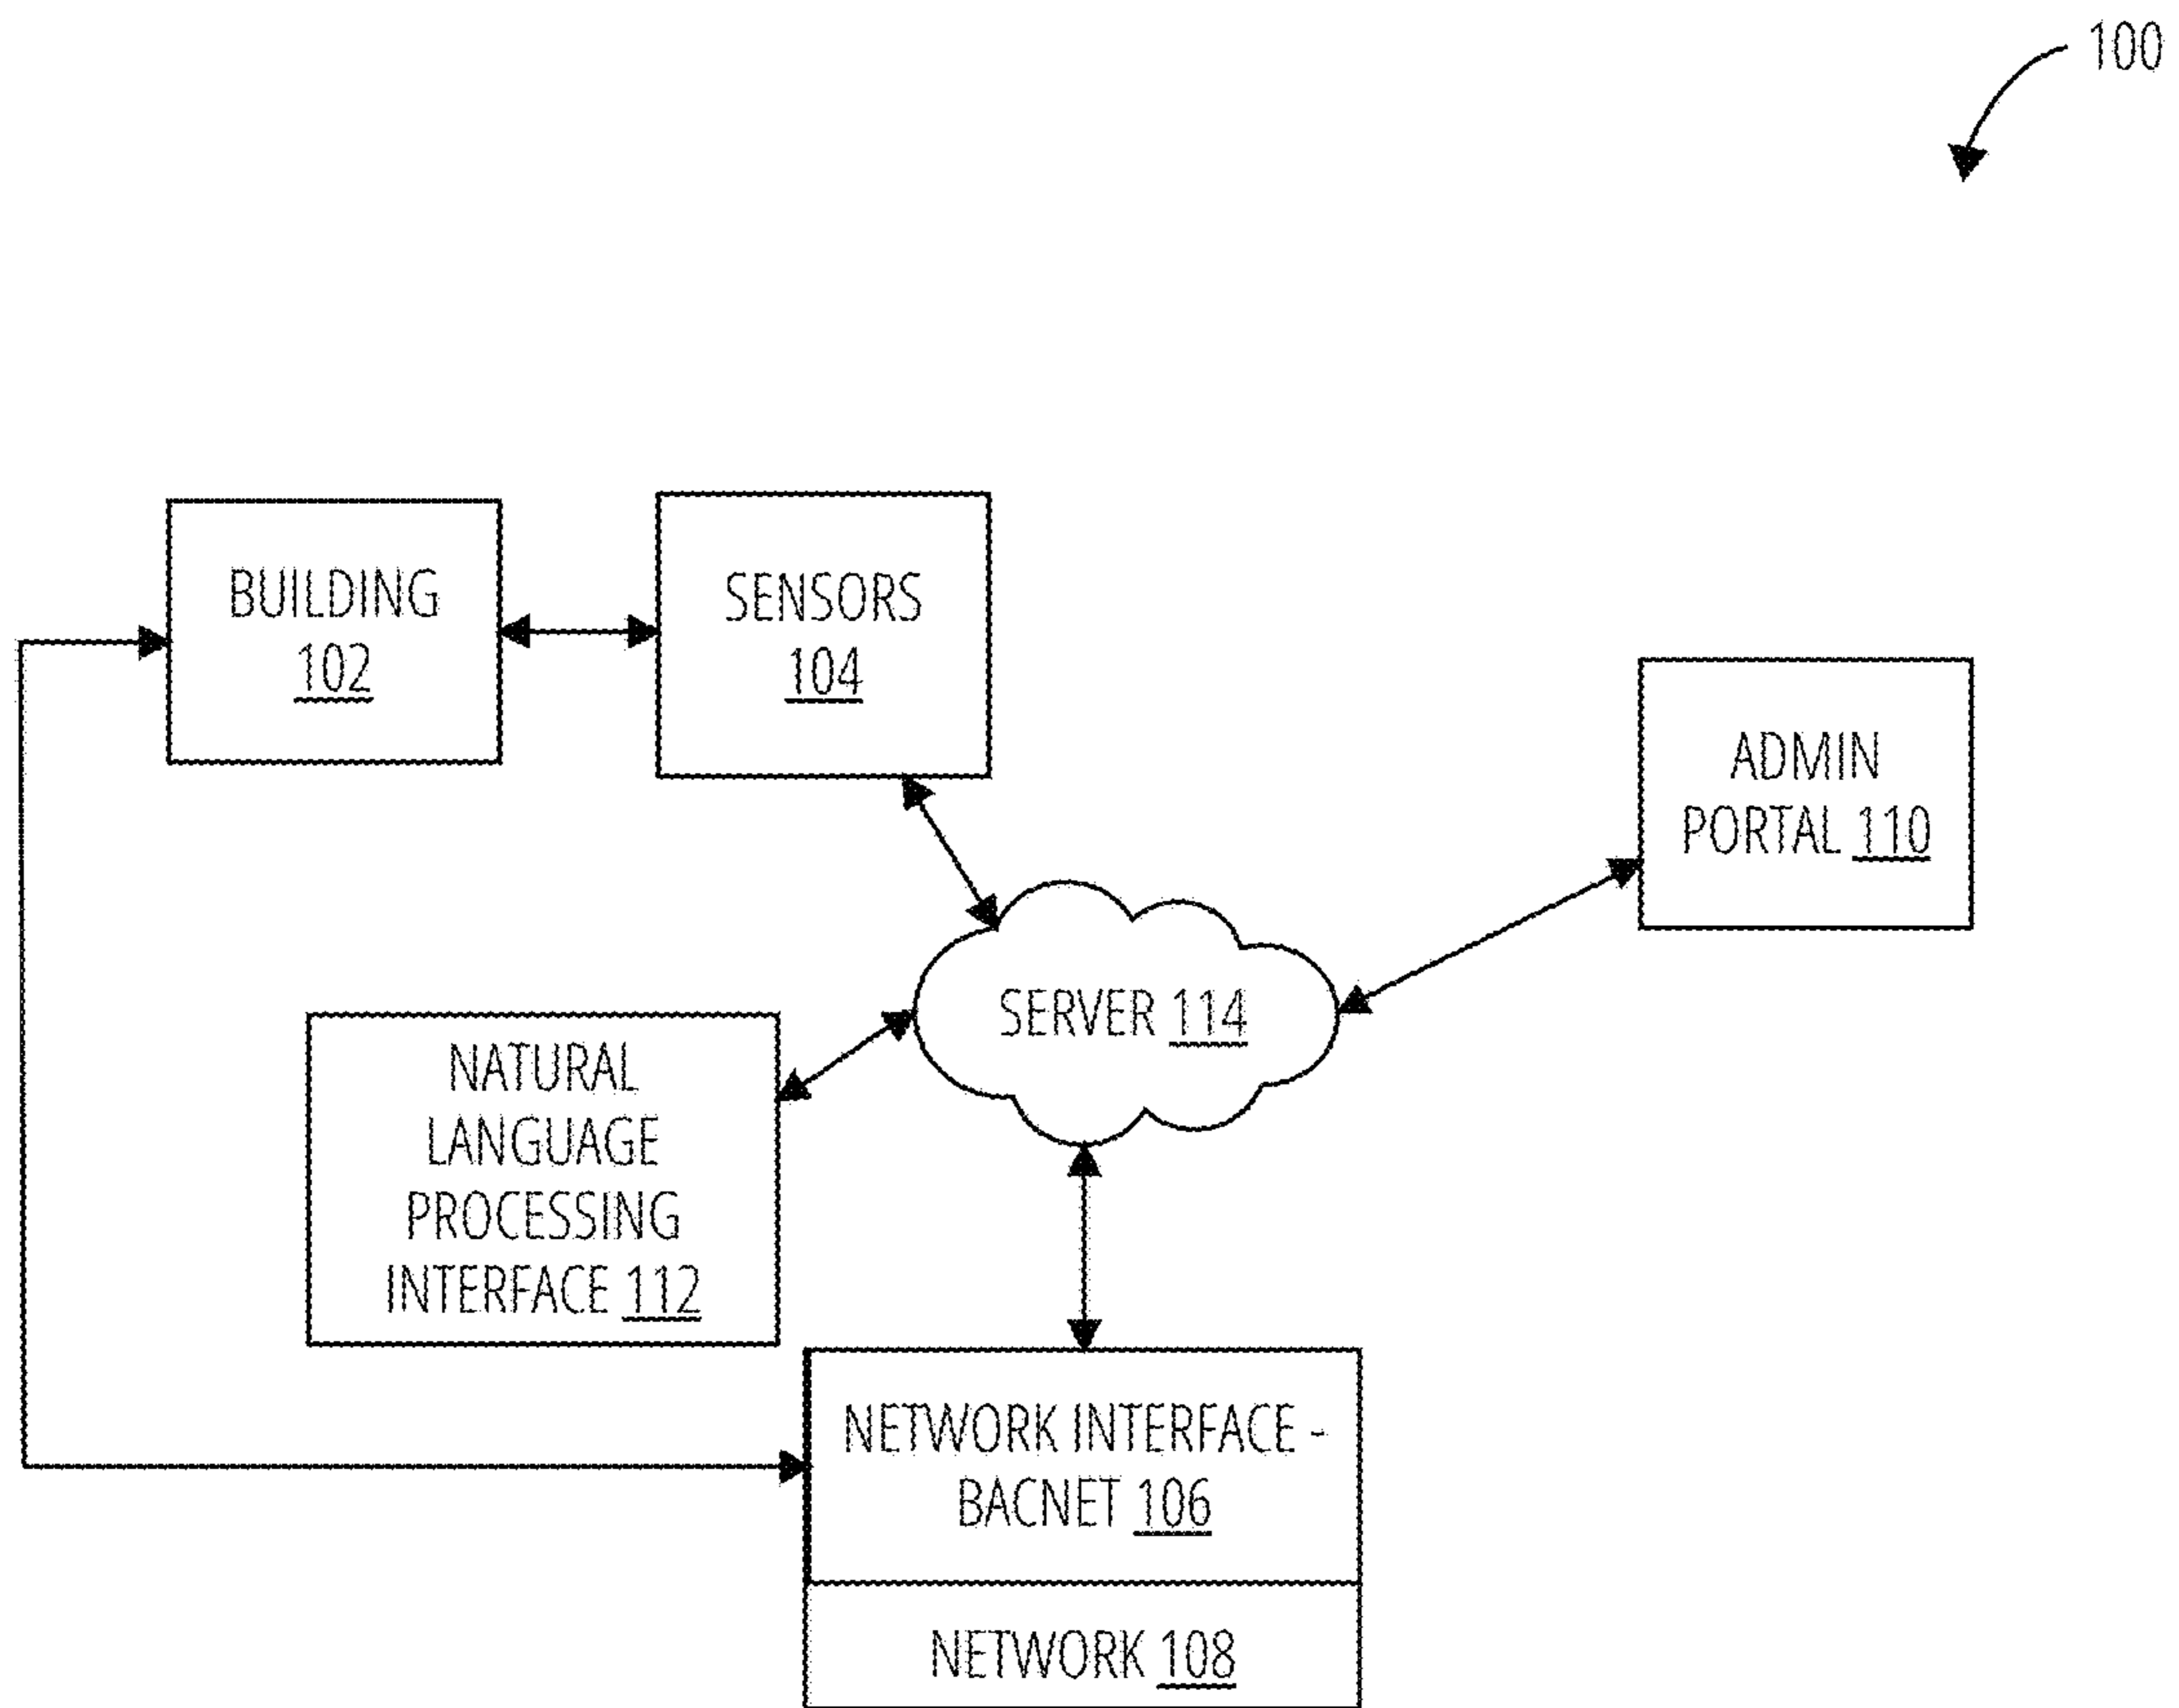 100
BUILDING
102
SENSORS
104
ADMIN
PORTAL 110
SERVER 114
NATURAL
LANGUAGE
PROCESSING
INTERFACE 112
NETWORK INTERFACE -
BACNET 106
NETWORK 108